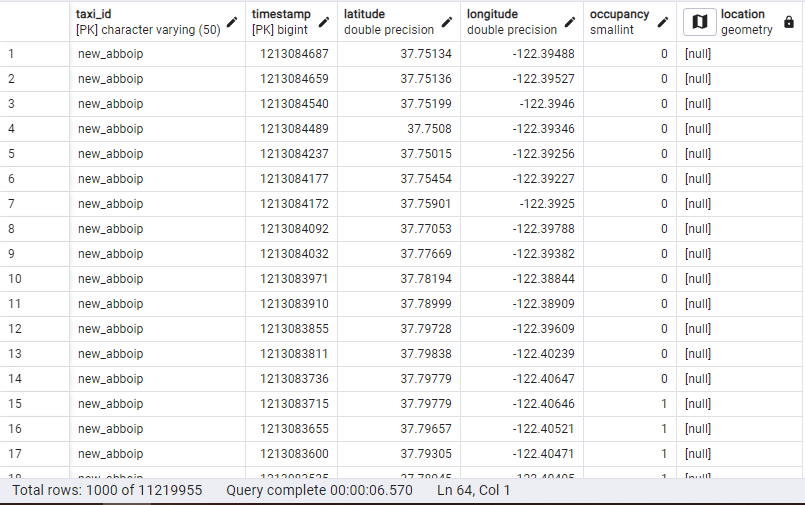 taxi_id timestamp latitude longitude occupancy location
[PK] character varying (50) [PK] bigint double precision double precision smallint geometry
1 new_abboip 1213084687 37.75134 -122.39488 0 [null]
2 new_abboip 1213084659 37.75136 -122.39527 0 [null]
3 new_abboip 1213084540 37.75199 -122.3946 0 [null]
4 new_abboip 1213084489 37.7508 -122.39346 0 [null]
5 new_abboip 1213084237 37.75015 -122.39256 0 [null]
6 new_abboip 1213084177 37.75454 -122.39227 0 [null]
7 new_abboip 1213084172 37.75901 -122.3925 0 [null]
8 new_abboip 1213084092 37.77053 -122.39788 0 [null]
9 new_abboip 1213084032 37.77669 -122.39382 0 [null]
10 new_abboip 1213083971 37.78194 -122.38844 0 [null]
11 new_abboip 1213083910 37.78999 -122.38909 0 [null]
12 new_abboip 1213083855 37.79728 -122.39609 0 [null]
13 new_abboip 1213083811 37.79838 -122.40239 0 [null]
14 new_abboip 1213083736 37.79779 -122.40647 0 [null]
15 new_abboip 1213083715 37.79779 -122.40646 1 [null]
16 new_abboip 1213083655 37.79657 -122.40521 1 [null]
17 new_abboip 1213083600 37.79305 -122.40471 1 [null]
18 new_abboip 1 [null]
Total rows: 1000 of 11219955 Query complete 00:00:06.570 Ln 64, Col 1